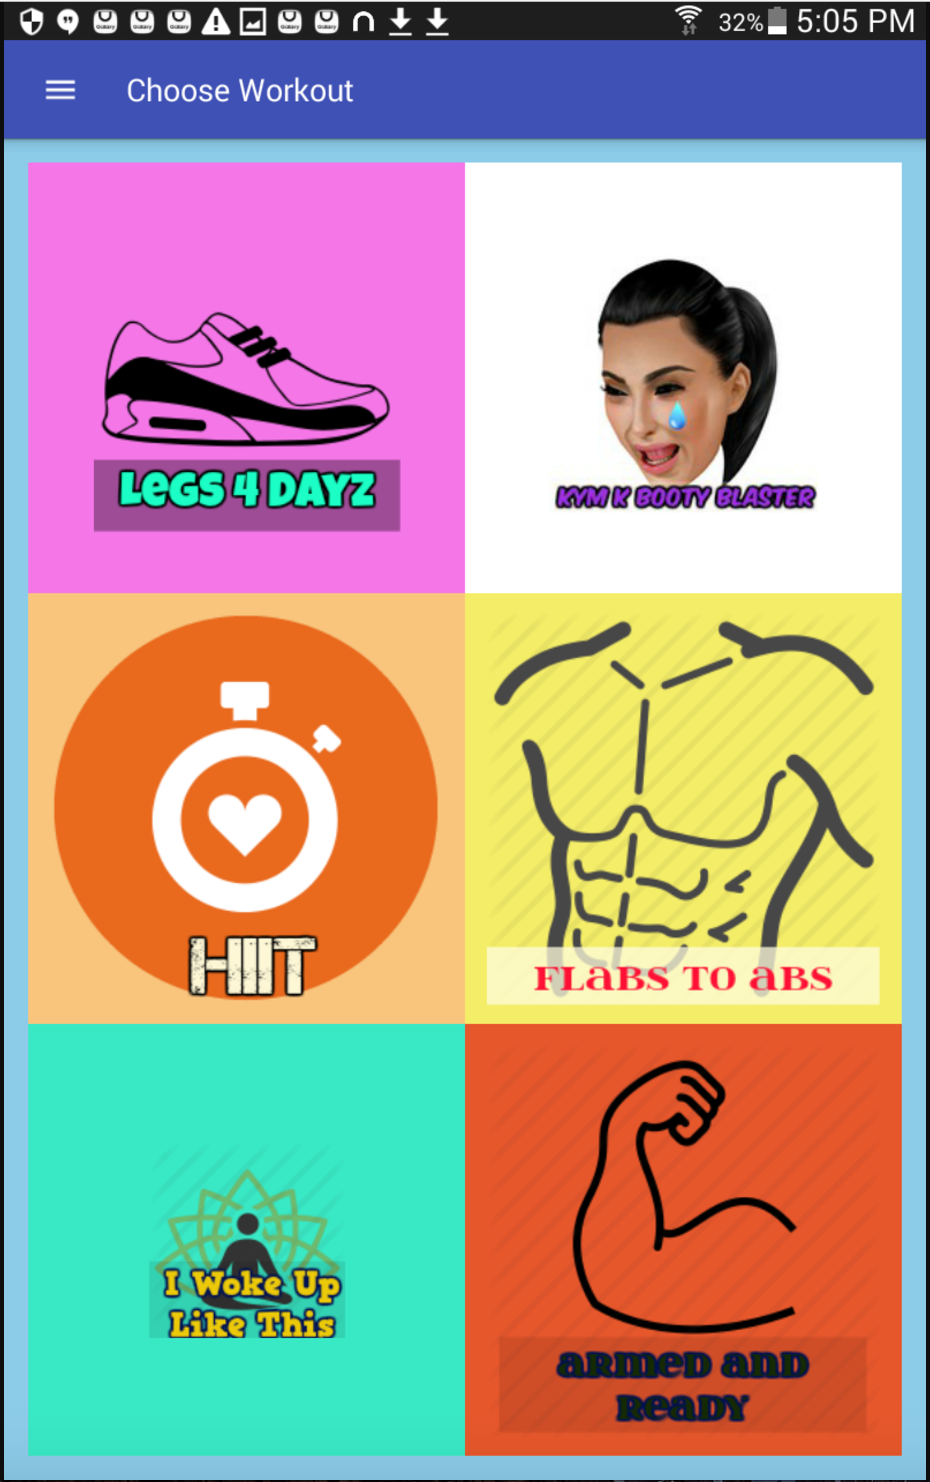 32% 5:05 PM
Choose Workout
LeGS 4 DAYZ
KYM K BOOTY BLASTER
HIIT
FLaBS TO aBS
I Woke Up
Like This
aRmeD anD
ReaDY